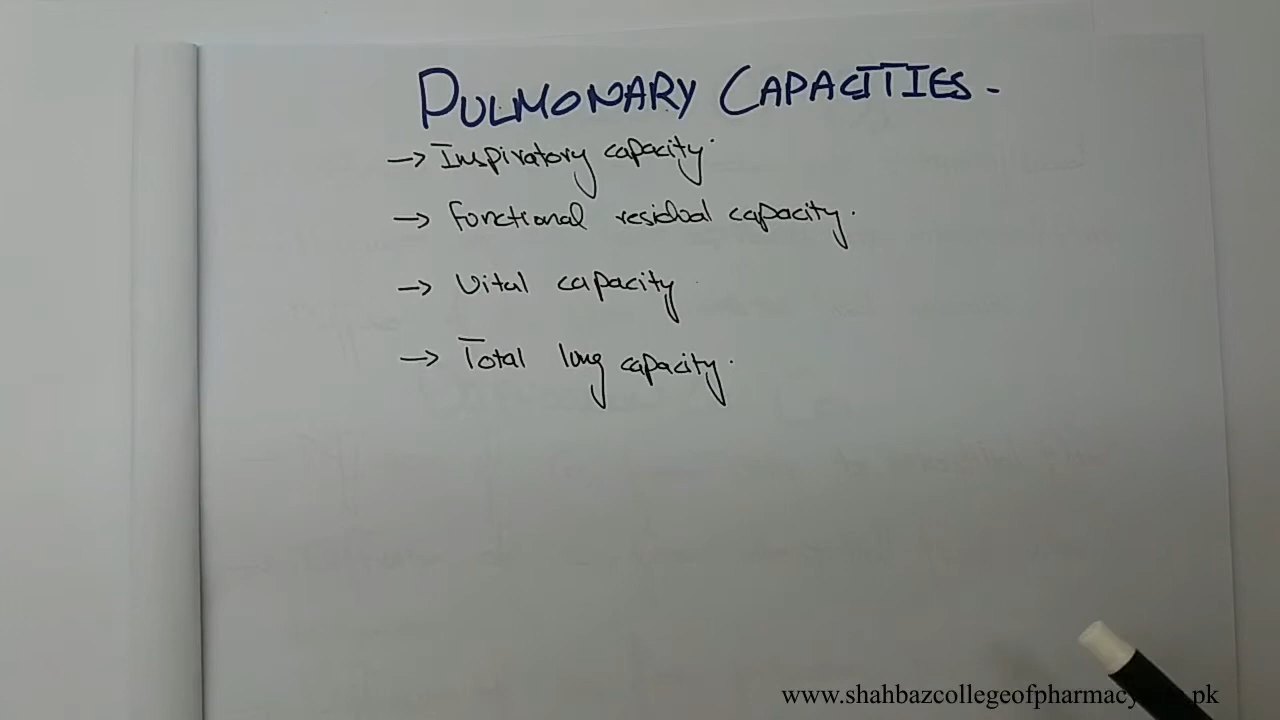 PULMONARY CAPACITIES -
→ Inspiratory capacity.
→ functional residual capacity.
→ Vital capacity
→ Total lung capacity.
www.shahbazcollegeofpharmacy pk